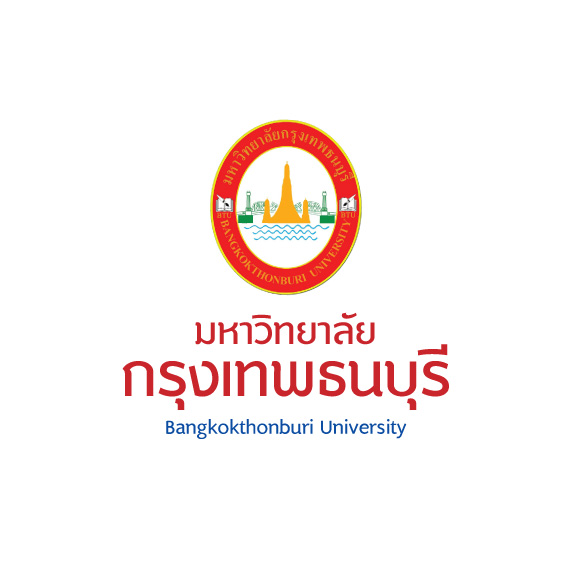 มหาวิทยาลัยกรุงเทพธนบุรี
BTU BTU
BANGKOKTHONBURI UNIVERSITY
มหาวิทยาลัย
กรุงเทพธนบุรี
Bangkokthonburi University